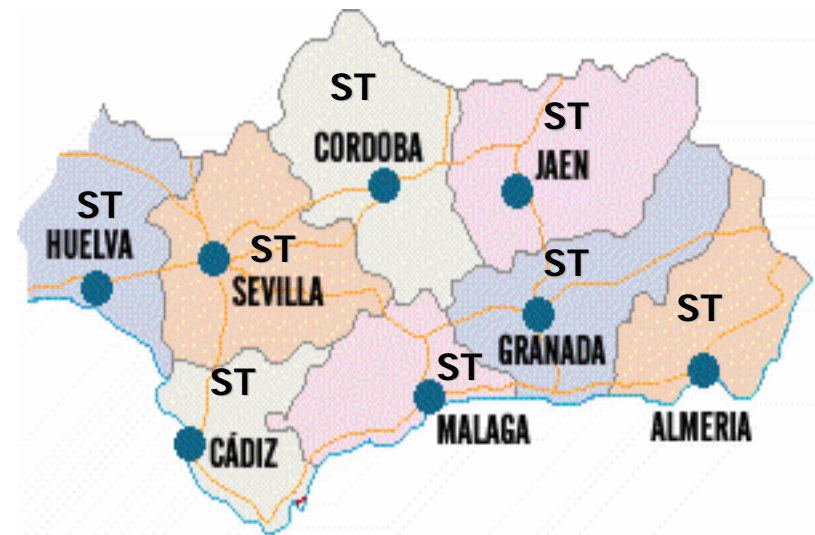 ST
CORDOBA
ST
JAEN
ST
HUELVA
ST
SEVILLA
ST
GRANADA
ST
ALMERIA
ST
MALAGA
ST
CÁDIZ